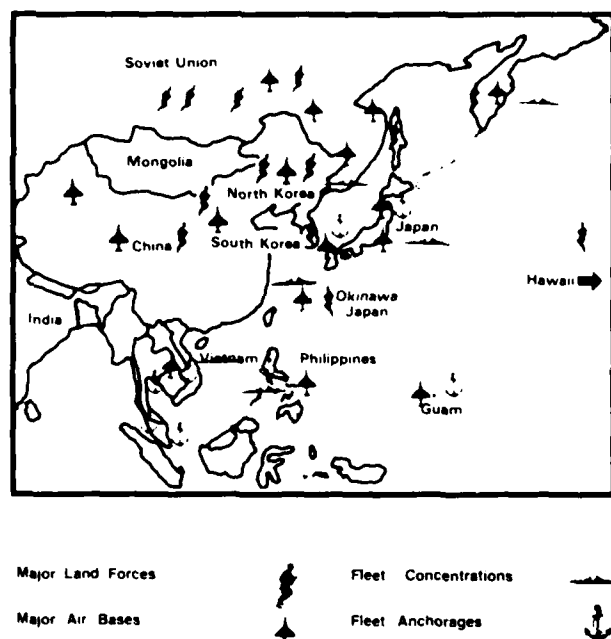 Soviet Union
Mongolia
North Korea
Japan
China
South Korea
Hawaii
Okinawa
Japan
India
Vietnam
Philippines
Guam
Major Land Forces
Fleet Concentrations
Major Air Bases
Fleet Anchorages